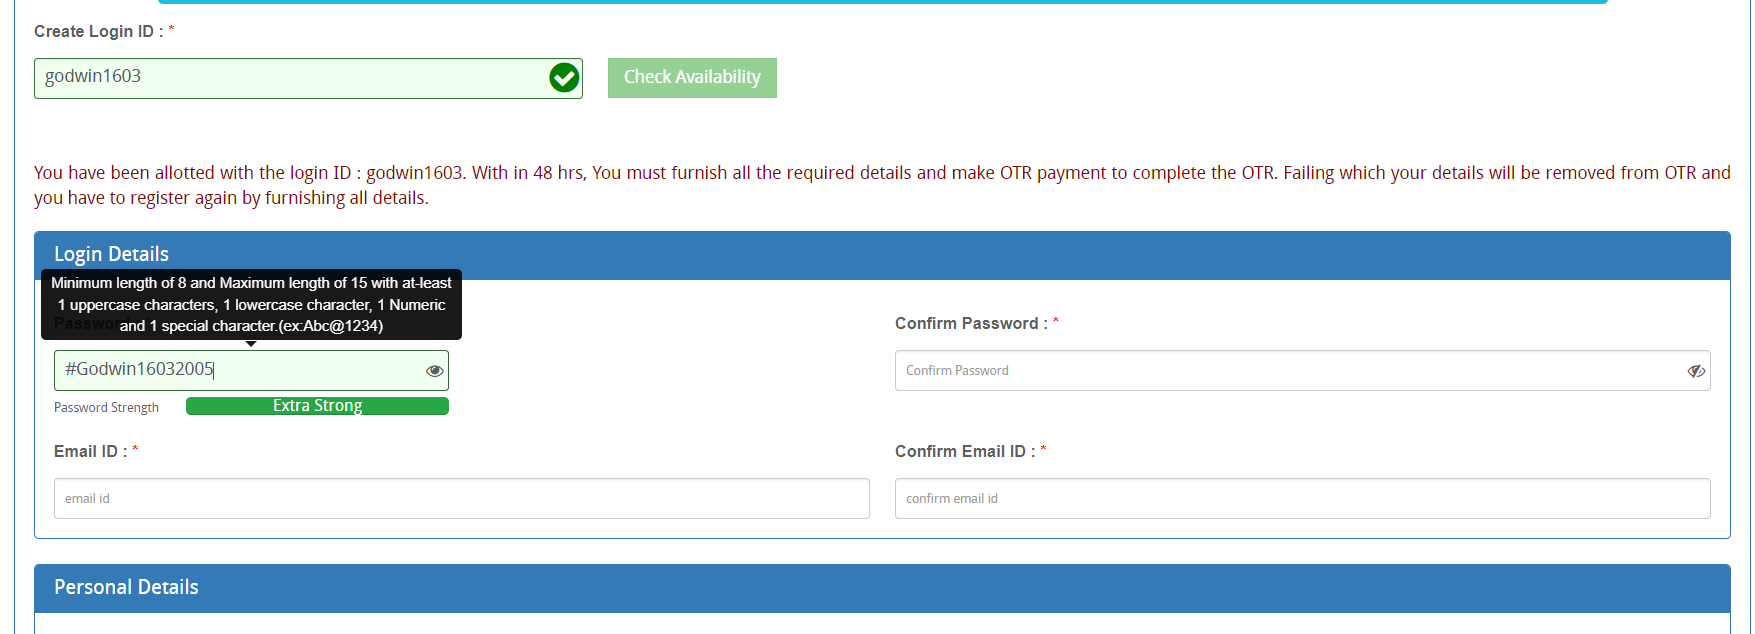 Create Login ID : *
godwin1603
Check Availability
You have been allotted with the login ID : godwin1603. With in 48 hrs, You must furnish all the required details and make OTR payment to complete the OTR. Failing which your details will be removed from OTR and
you have to register again by furnishing all details.
Login Details
Minimum length of 8 and Maximum length of 15 with at-least
1 uppercase characters, 1 lowercase character, 1 Numeric
and 1 special character.(ex:Abc@1234)
Confirm Password : *
#Godwin16032005
Confirm Password
Password Strength
Extra Strong
Email ID : *
Confirm Email ID : *
email id
confirm email id
Personal Details